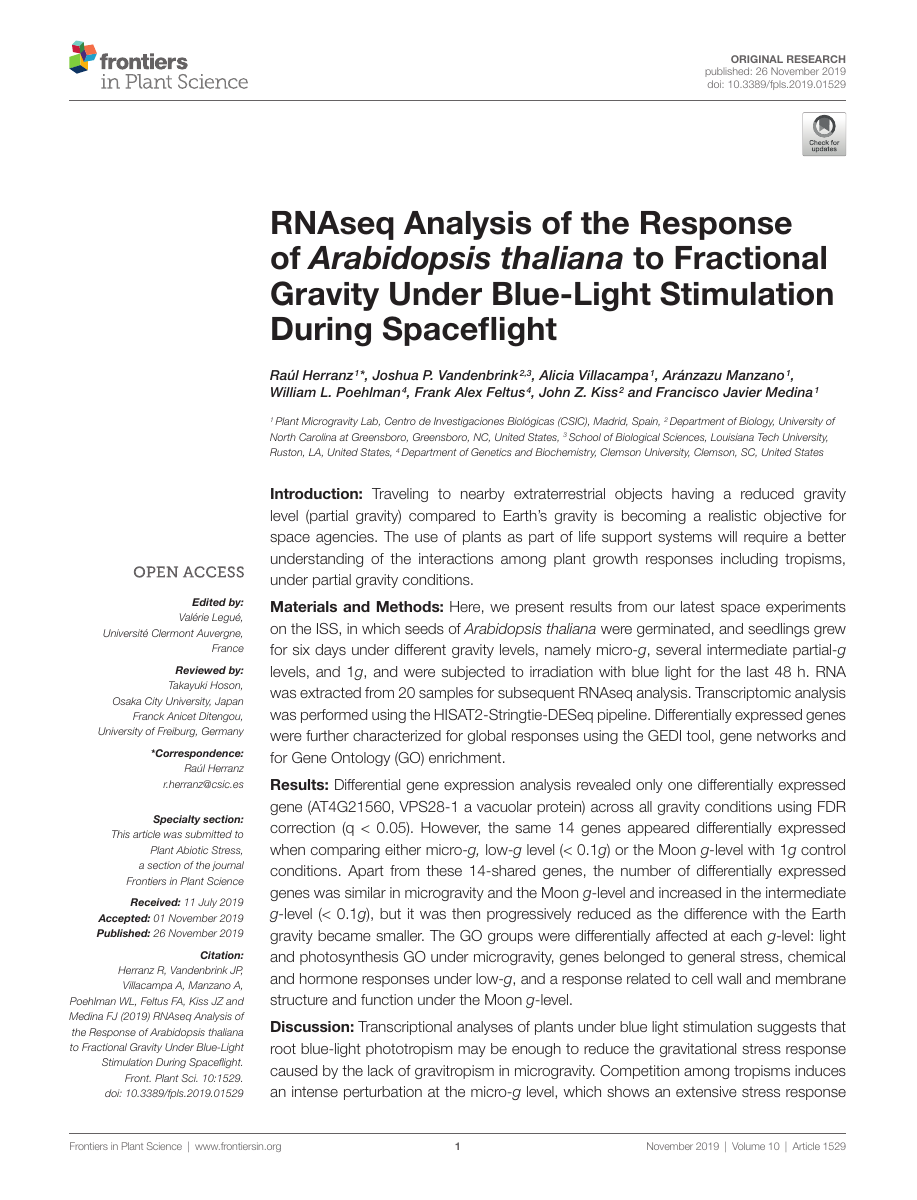 frontiers
in Plant Science
ORIGINAL RESEARCH
published: 26 November 2019
doi: 10.3389/fpls.2019.01529
Check for
updates
RNAseq Analysis of the Response
of Arabidopsis thaliana to Fractional
Gravity Under Blue-Light Stimulation
During Spaceflight
Raúl Herranz 1*, Joshua P. Vandenbrink 2,3, Alicia Villacampa 1, Aránzazu Manzano 1,
William L. Poehlman 4, Frank Alex Feltus 4, John Z. Kiss 2 and Francisco Javier Medina 1
1 Plant Microgravity Lab, Centro de Investigaciones Biológicas (CSIC), Madrid, Spain, 2 Department of Biology, University of
North Carolina at Greensboro, Greensboro, NC, United States, 3 School of Biological Sciences, Louisiana Tech University,
Ruston, LA, United States, 4 Department of Genetics and Biochemistry, Clemson University, Clemson, SC, United States
OPEN ACCESS
Edited by:
Valérie Legué,
Université Clermont Auvergne,
France
Reviewed by:
Takayuki Hoson,
Osaka City University, Japan
Franck Anicet Ditengou,
University of Freiburg, Germany
*Correspondence:
Raúl Herranz
r.herranz@csic.es
Specialty section:
This article was submitted to
Plant Abiotic Stress,
a section of the journal
Frontiers in Plant Science
Received: 11 July 2019
Accepted: 01 November 2019
Published: 26 November 2019
Citation:
Herranz R, Vandenbrink JP,
Villacampa A, Manzano A,
Poehlman WL, Feltus FA, Kiss JZ and
Medina FJ (2019) RNAseq Analysis of
the Response of Arabidopsis thaliana
to Fractional Gravity Under Blue-Light
Stimulation During Spaceflight.
Front. Plant Sci. 10:1529.
doi: 10.3389/fpls.2019.01529
Introduction: Traveling to nearby extraterrestrial objects having a reduced gravity
level (partial gravity) compared to Earth's gravity is becoming a realistic objective for
space agencies. The use of plants as part of life support systems will require a better
understanding of the interactions among plant growth responses including tropisms,
under partial gravity conditions.
Materials and Methods: Here, we present results from our latest space experiments
on the ISS, in which seeds of Arabidopsis thaliana were germinated, and seedlings grew
for six days under different gravity levels, namely micro-g, several intermediate partial-g
levels, and 1g, and were subjected to irradiation with blue light for the last 48 h. RNA
was extracted from 20 samples for subsequent RNAseq analysis. Transcriptomic analysis
was performed using the HISAT2-Stringtie-DESeq pipeline. Differentially expressed genes
were further characterized for global responses using the GEDI tool, gene networks and
for Gene Ontology (GO) enrichment.
Results: Differential gene expression analysis revealed only one differentially expressed
gene (AT4G21560, VPS28-1 a vacuolar protein) across all gravity conditions using FDR
correction (q < 0.05). However, the same 14 genes appeared differentially expressed
when comparing either micro-g, low-g level (< 0.1g) or the Moon g-level with 1g control
conditions. Apart from these 14-shared genes, the number of differentially expressed
genes was similar in microgravity and the Moon g-level and increased in the intermediate
g-level (< 0.1g), but it was then progressively reduced as the difference with the Earth
gravity became smaller. The GO groups were differentially affected at each g-level: light
and photosynthesis GO under microgravity, genes belonged to general stress, chemical
and hormone responses under low-g, and a response related to cell wall and membrane
structure and function under the Moon g-level.
Discussion: Transcriptional analyses of plants under blue light stimulation suggests that
root blue-light phototropism may be enough to reduce the gravitational stress response
caused by the lack of gravitropism in microgravity. Competition among tropisms induces
an intense perturbation at the micro-g level, which shows an extensive stress response
Frontiers in Plant Science | www.frontiersin.org
1
November 2019 | Volume 10 | Article 1529